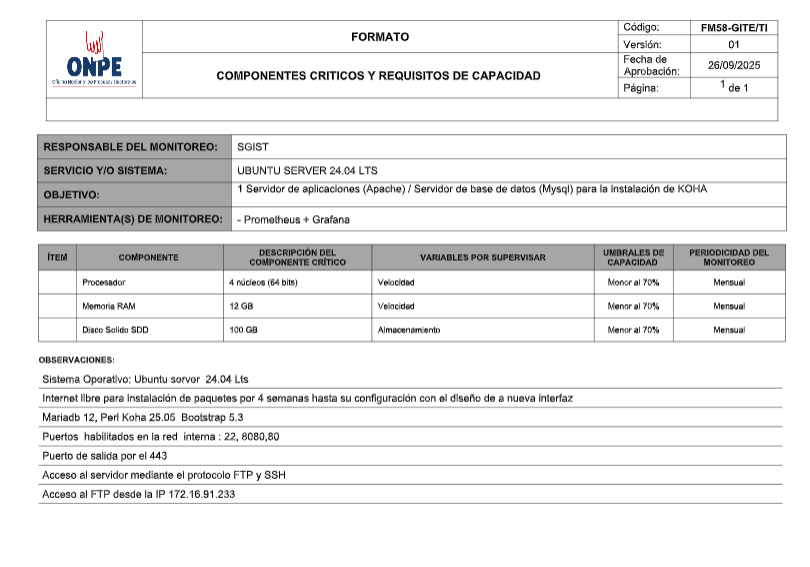 ONPE
Oficina Nacional de Procesos Electorales
FORMATO
COMPONENTES CRITICOS Y REQUISITOS DE CAPACIDAD
Código: FM58-GITE/TI
Versión: 01
Fecha de Aprobación: 26/09/2025
Página: 1 de 1
RESPONSABLE DEL MONITOREO: SGIST
SERVICIO Y/O SISTEMA: UBUNTU SERVER 24.04 LTS
OBJETIVO: 1 Servidor de aplicaciones (Apache) / Servidor de base de datos (Mysql) para la instalación de KOHA
HERRAMIENTA(S) DE MONITOREO: - Prometheus + Grafana
ÍTEM COMPONENTE DESCRIPCIÓN DEL COMPONENTE CRÍTICO VARIABLES POR SUPERVISAR UMBRALES DE CAPACIDAD PERIODICIDAD DEL MONITOREO
Procesador 4 núcleos (64 bits) Velocidad Menor al 70% Mensual
Memoria RAM 12 GB Velocidad Menor al 70% Mensual
Disco Solido SDD 100 GB Almacenamiento Menor al 70% Mensual
OBSERVACIONES:
Sistema Operativo: Ubuntu server 24.04 Lts
Internet libre para instalación de paquetes por 4 semanas hasta su configuración con el diseño de a nueva interfaz
Mariadb 12, Perl Koha 25.05 Bootstrap 5.3
Puertos habilitados en la red interna : 22, 8080,80
Puerto de salida por el 443
Acceso al servidor mediante el protocolo FTP y SSH
Acceso al FTP desde la IP 172.16.91.233